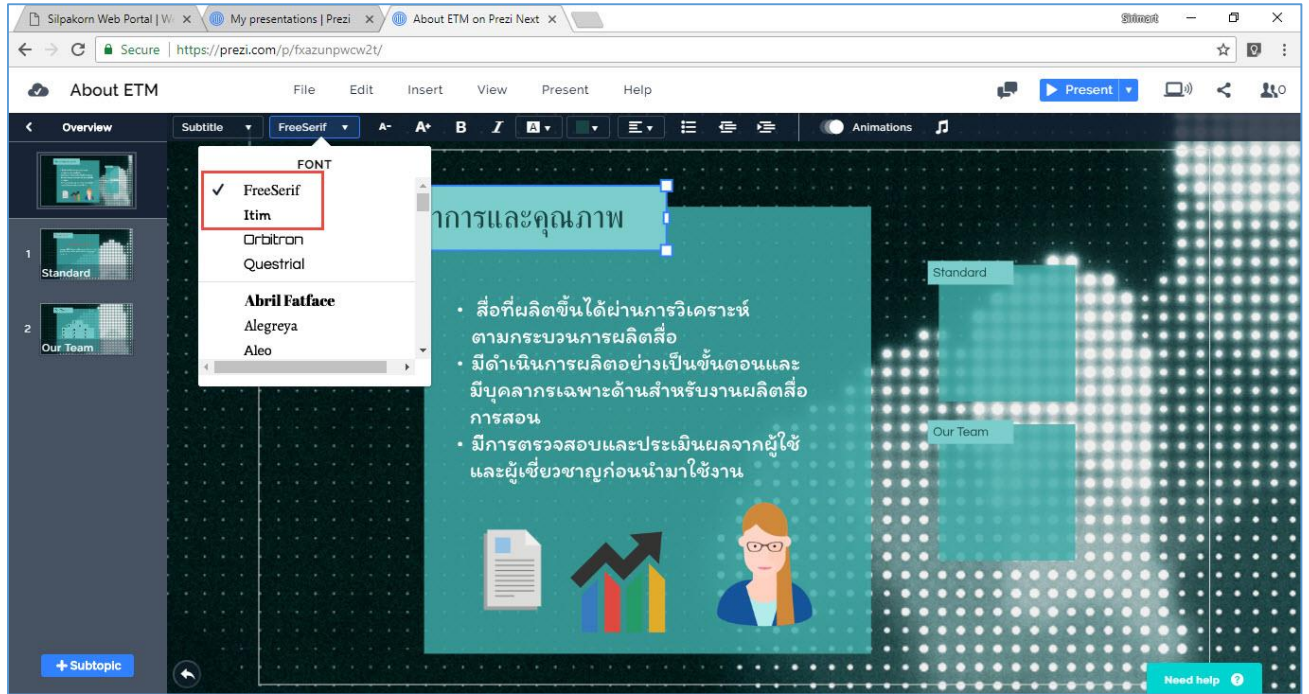 Silpakorn Web Portal | W
My presentations | Prezi
About ETM on Prezi Next
Secure
https://prezi.com/p/fxazunpwcw2t/
About ETM
File
Edit
Insert
View
Present
Help
Present
Overview
Subtitle
FreeSerif
A-
A+
B
I
A
Animations
FONT
FreeSerif
Itim
Orbitron
Questrial
Abril Fatface
Alegreya
Aleo
1
Standard
2
Our Team
าการและคุณภาพ
• สื่อที่ผลิตขึ้นได้ผ่านการวิเคราะห์
ตามกระบวนการผลิตสื่อ
• มีดำเนินการผลิตอย่างเป็นขั้นตอนและ
มีบุคลากรเฉพาะด้านสำหรับงานผลิตสื่อ
การสอน
• มีการตรวจสอบและประเมินผลจากผู้ใช้
และผู้เชี่ยวชาญก่อนนำมาใช้งาน
Standard
Our Team
+ Subtopic
Need help ?